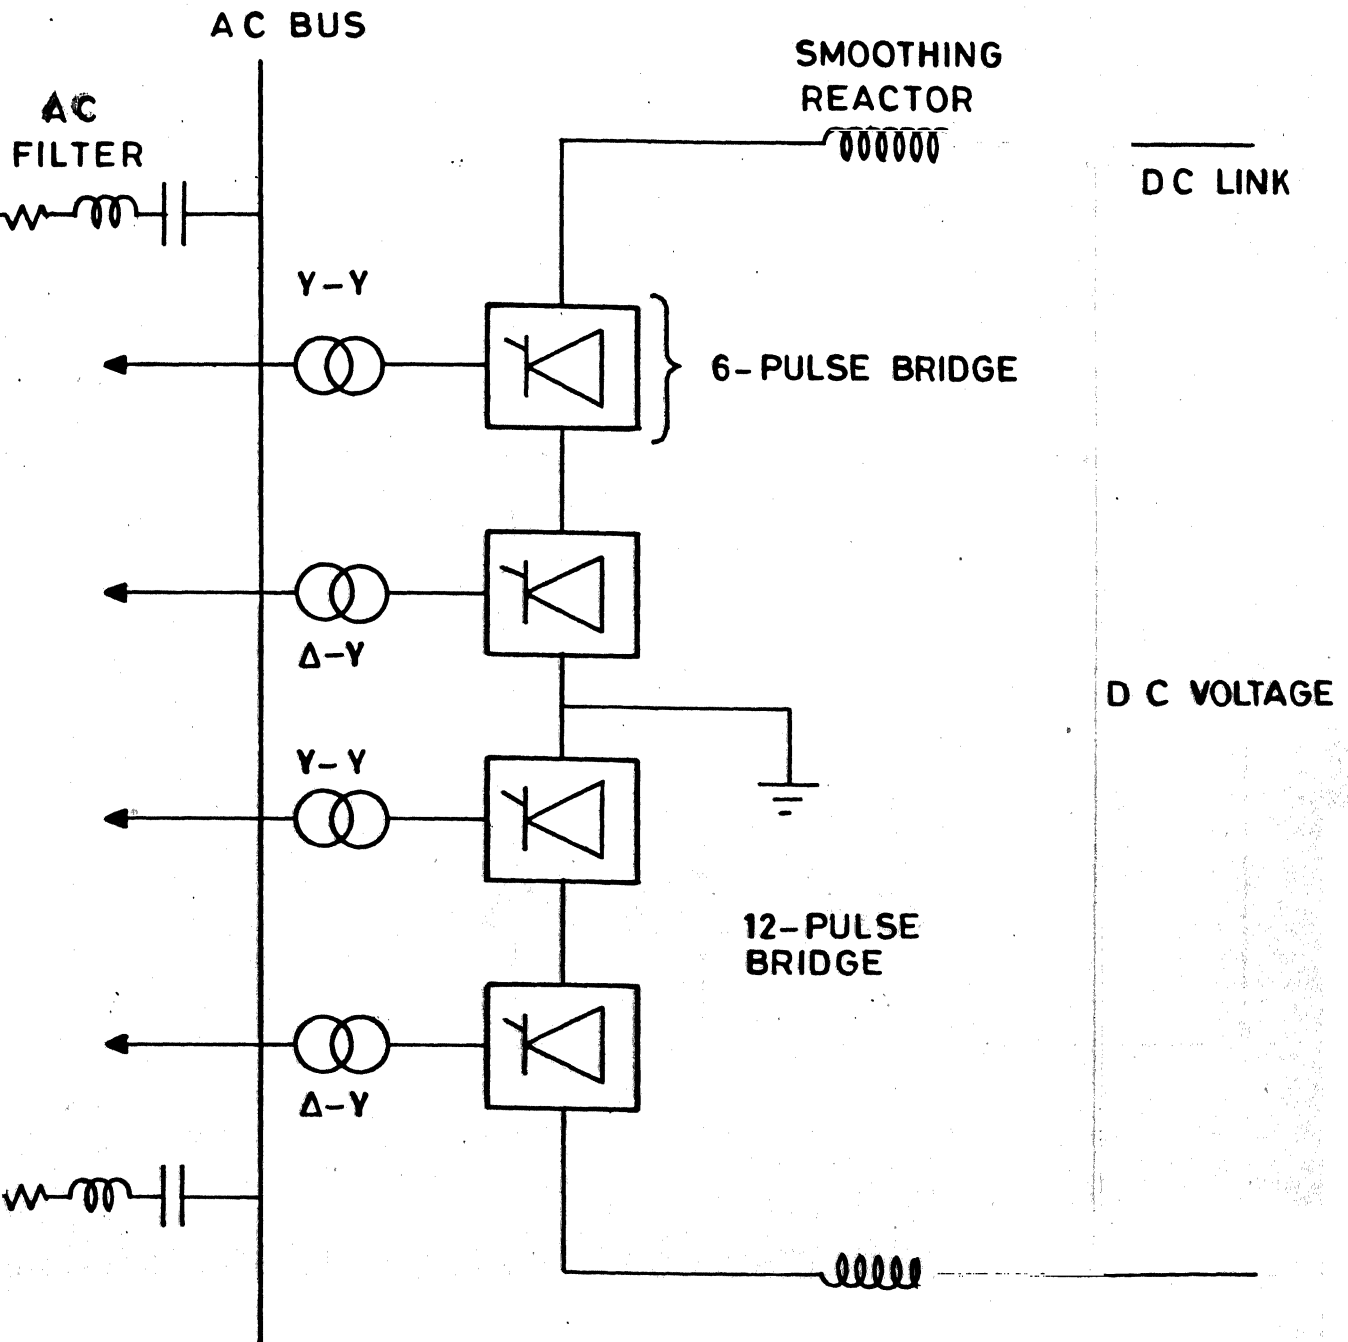 AC BUS
SMOOTHING
REACTOR
AC
FILTER
DC LINK
Y-Y
6-PULSE BRIDGE
Δ-Y
DC VOLTAGE
Y-Y
12-PULSE
BRIDGE
Δ-Y